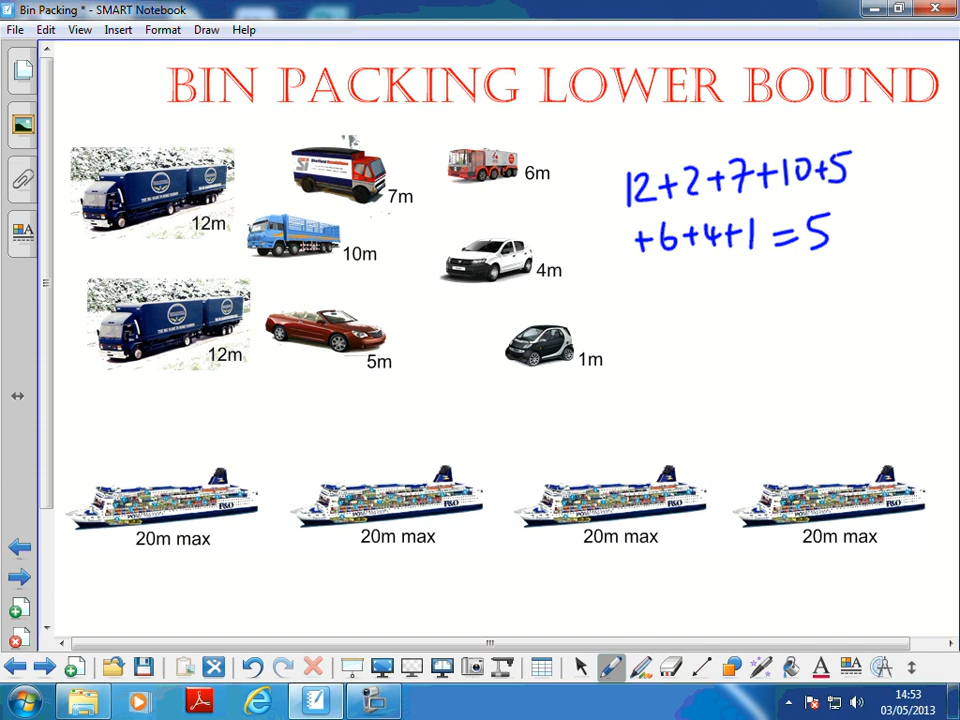 Bin Packing * - SMART Notebook
File Edit View Insert Format Draw Help
BIN PACKING LOWER BOUND
12m
7m
6m
10m
4m
12m
5m
1m
12+2+7+10+5
+6+4+1 = 5
20m max
20m max
20m max
20m max
P&O
P&O
P&O
P&O
14:53
03/05/2013